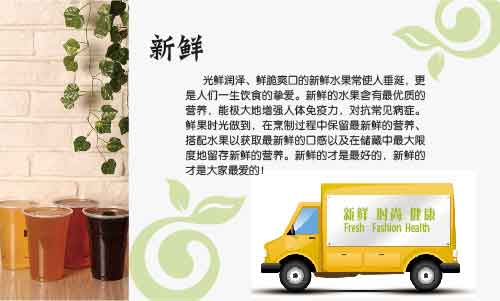 新鲜
光鲜润泽、鲜脆爽口的新鲜水果常使人垂涎，更
是人们一生饮食的挚爱。新鲜的水果含有最优质的
营养，能极大地增强人体免疫力，对抗常见病症。
鲜果时光做到，在烹制过程中保留最新鲜的营养、
搭配水果以获取最新鲜的口感以及在储藏中最大限
度地留存新鲜的营养。新鲜的才是最好的，新鲜的
才是大家最爱的！
新鲜 时尚 健康
Fresh Fashion Health